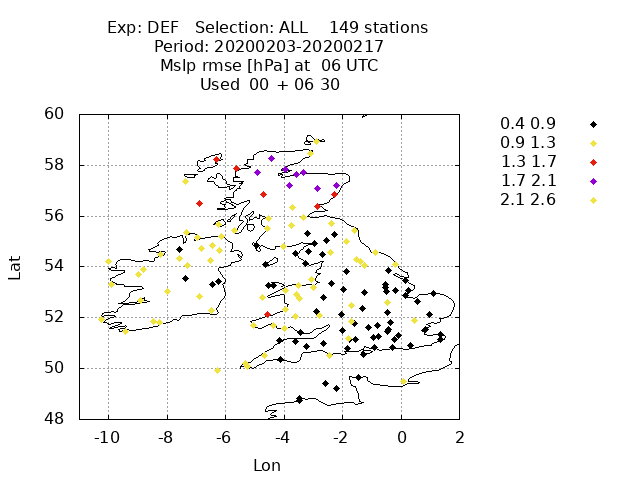 Exp: DEF   Selection: ALL    149 stations
Period: 20200203-20200217
Mslp rmse [hPa] at  06 UTC
Used  00 + 06 30
60
58
56
54
52
50
48
Lat
-10 -8 -6 -4 -2 0 2
Lon
0.4 0.9
0.9 1.3
1.3 1.7
1.7 2.1
2.1 2.6